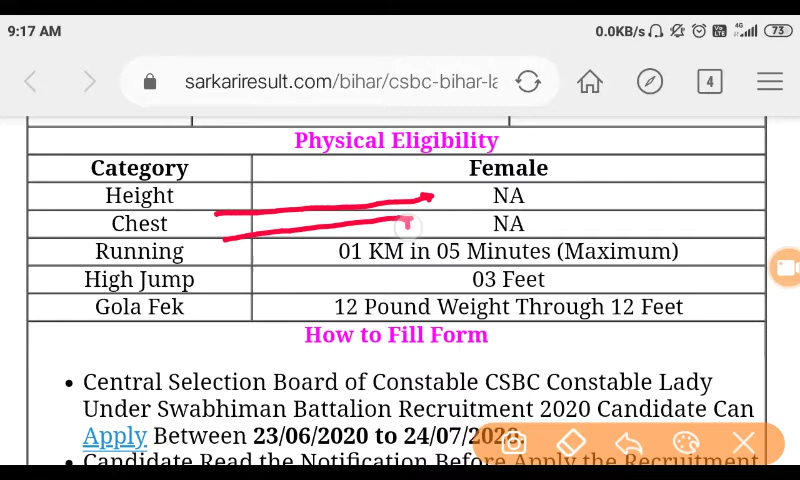 9:17 AM 0.0KB/s 4G 73
sarkariresult.com/bihar/csbc-bihar-la 4
Physical Eligibility
Category Female
Height NA
Chest NA
Running 01 KM in 05 Minutes (Maximum)
High Jump 03 Feet
Gola Fek 12 Pound Weight Through 12 Feet
How to Fill Form
• Central Selection Board of Constable CSBC Constable Lady
Under Swabhiman Battalion Recruitment 2020 Candidate Can
Apply Between 23/06/2020 to 24/07/2020.
• Candidate Read the Notification Before Apply the Recruitment